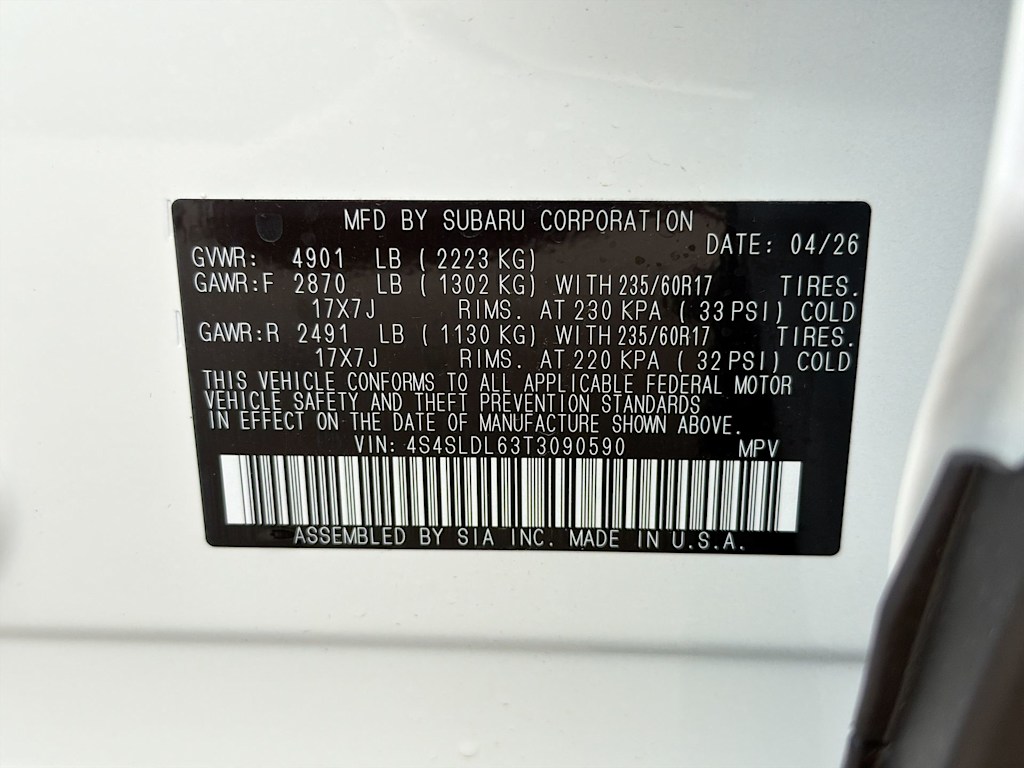 MFD BY SUBARU CORPORATION
DATE: 04/26
GVWR: 4901 LB ( 2223 KG)
GAWR:F 2870 LB ( 1302 KG) WITH 235/60R17 TIRES.
17X7J RIMS. AT 230 KPA ( 33 PSI) COLD
GAWR:R 2491 LB ( 1130 KG) WITH 235/60R17 TIRES.
17X7J RIMS. AT 220 KPA ( 32 PSI) COLD
THIS VEHICLE CONFORMS TO ALL APPLICABLE FEDERAL MOTOR
VEHICLE SAFETY AND THEFT PREVENTION STANDARDS
IN EFFECT ON THE DATE OF MANUFACTURE SHOWN ABOVE.
VIN: 4S4SLDL63T3090590 MPV
ASSEMBLED BY SIA INC. MADE IN U.S.A.